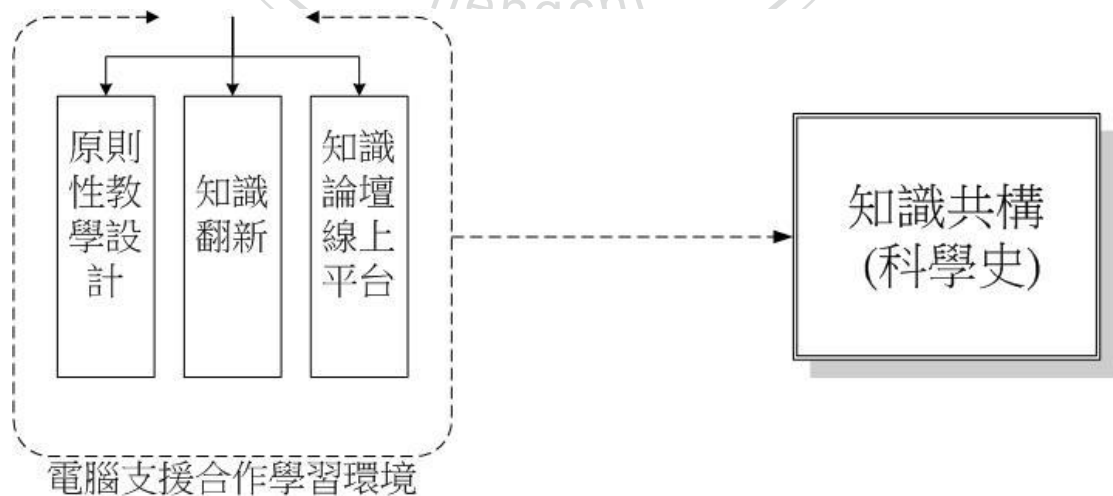 原則
性教
學設
計
知識
翻新
知識
論壇
線上
平台
知識共構
(科學史)
電腦支援合作學習環境